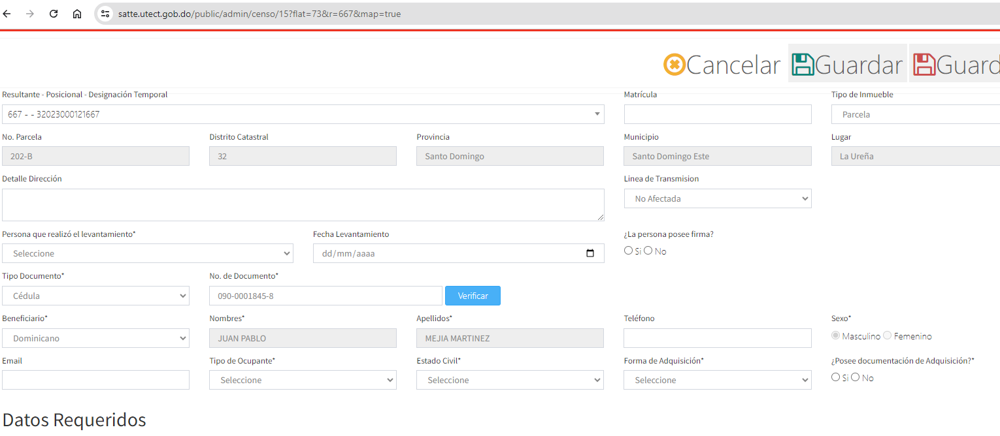 satte.utect.gob.do/public/admin/censo/15?flat=73&r=667&map=true
Cancelar Guardar Guard
Resultante - Posicional - Designación Temporal Matrícula Tipo de Inmueble
667 - - 32023000121667 Parcela
No. Parcela Distrito Catastral Provincia Municipio Lugar
202-B 32 Santo Domingo Santo Domingo Este La Ureña
Detalle Dirección Linea de Transmision
No Afectada
Persona que realizó el levantamiento* Fecha Levantamiento ¿La persona posee firma?
Seleccione dd/mm/aaaa Si No
Tipo Documento* No. de Documento*
Cédula 090-0001845-8 Verificar
Beneficiario* Nombres* Apellidos* Teléfono Sexo*
Dominicano JUAN PABLO MEJIA MARTINEZ Masculino Femenino
Email Tipo de Ocupante* Estado Civil* Forma de Adquisición* ¿Posee documentación de Adquisición?*
Seleccione Seleccione Seleccione Si No
Datos Requeridos